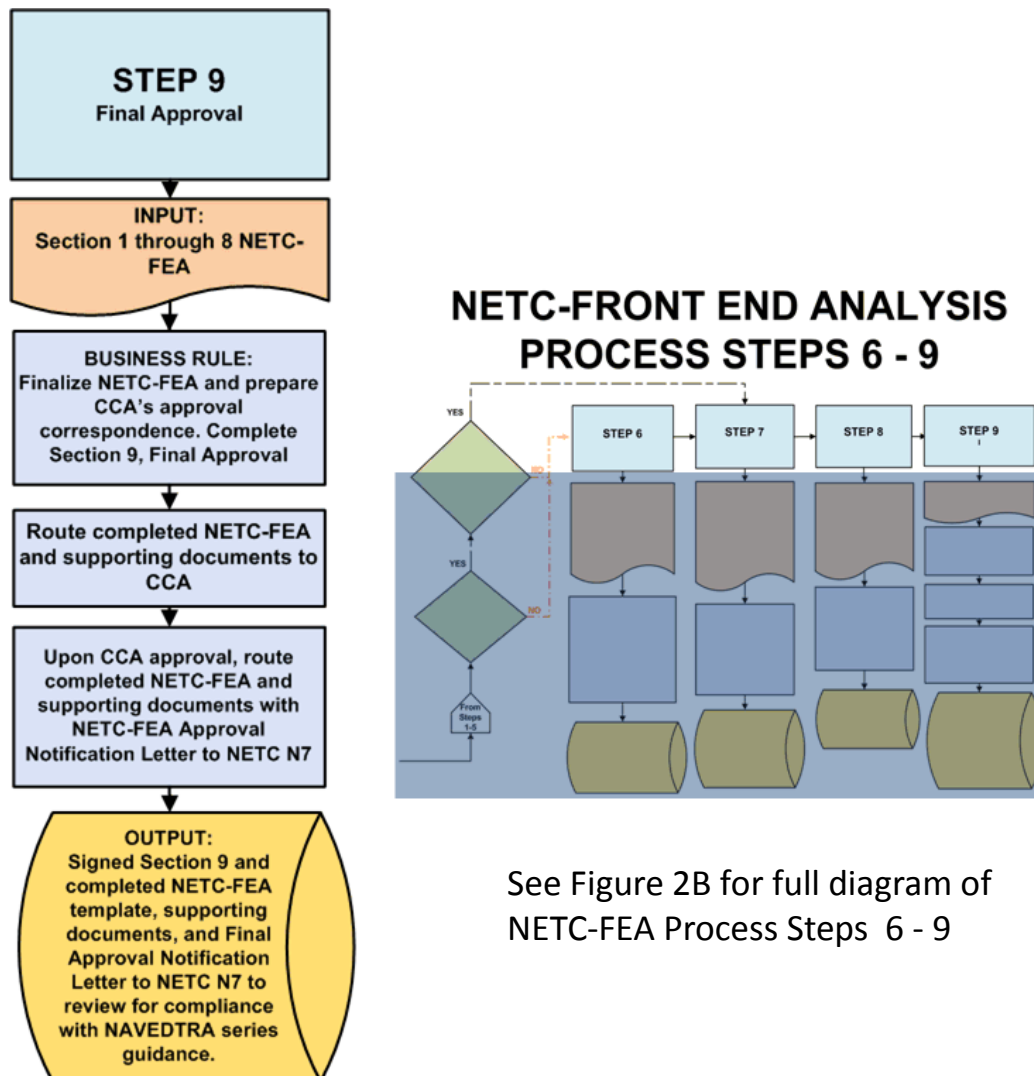 STEP 9
Final Approval
INPUT:
Section 1 through 8 NETC-
FEA
BUSINESS RULE:
Finalize NETC-FEA and prepare
CCA's approval
correspondence. Complete
Section 9, Final Approval
Route completed NETC-FEA
and supporting documents to
CCA
Upon CCA approval, route
completed NETC-FEA and
supporting documents with
NETC-FEA Approval
Notification Letter to NETC N7
OUTPUT:
Signed Section 9 and
completed NETC-FEA
template, supporting
documents, and Final
Approval Notification
Letter to NETC N7 to
review for compliance
with NAVEDTRA series
guidance.
NETC-FRONT END ANALYSIS
PROCESS STEPS 6 - 9
YES
STEP 6
STEP 7
STEP 8
STEP 9
NO
YES
NO
From
Steps
1-5
See Figure 2B for full diagram of
NETC-FEA Process Steps 6 - 9